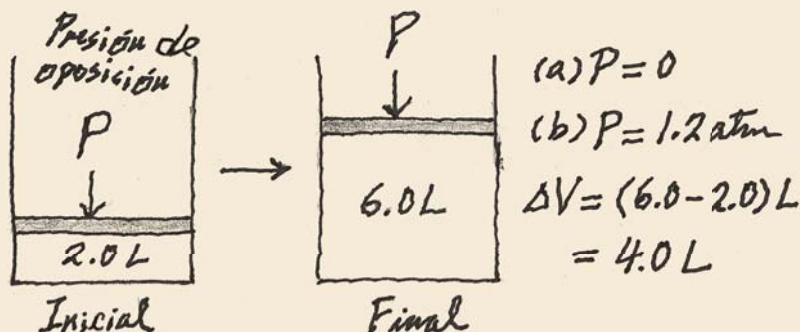 Presión de
oposición
P
2.0 L
Inicial
P
6.0 L
Final
(a) P = 0
(b) P = 1.2 atm
ΔV = (6.0 - 2.0) L
= 4.0 L